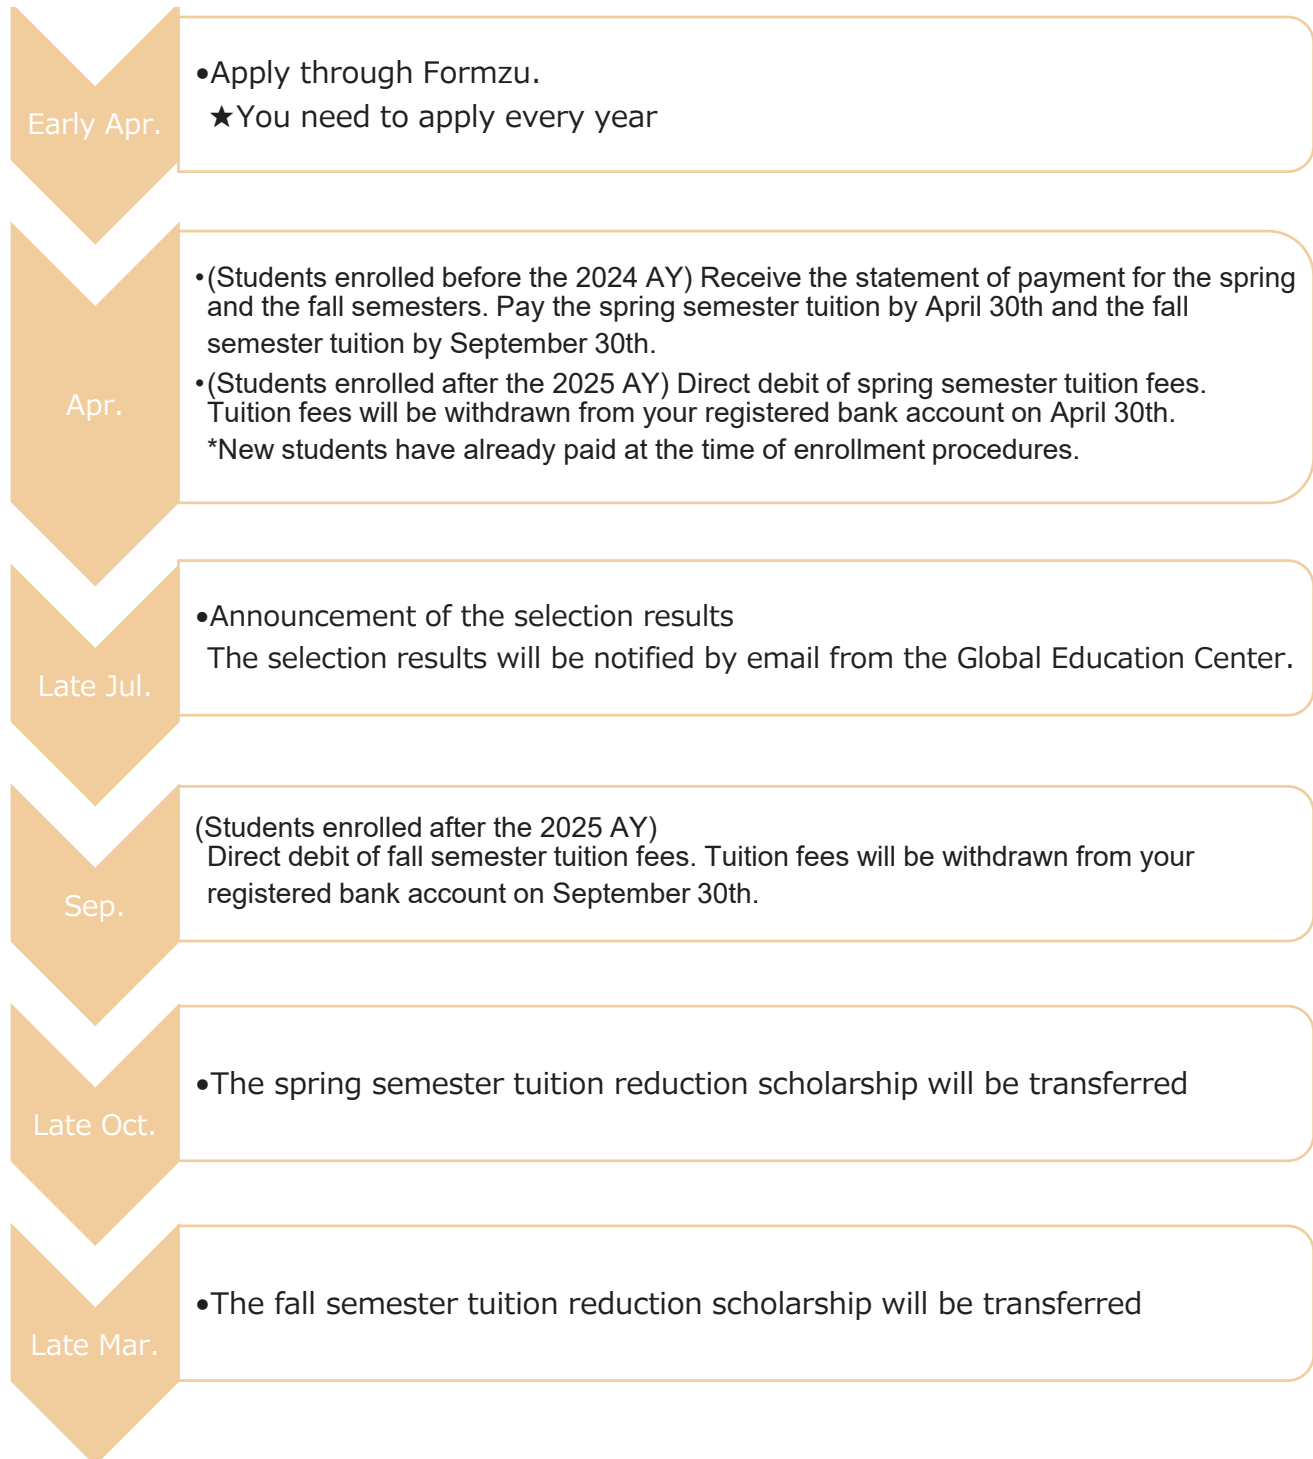 Early Apr.
•Apply through Formzu.
★You need to apply every year
Apr.
•(Students enrolled before the 2024 AY) Receive the statement of payment for the spring
and the fall semesters. Pay the spring semester tuition by April 30th and the fall
semester tuition by September 30th.
•(Students enrolled after the 2025 AY) Direct debit of spring semester tuition fees.
Tuition fees will be withdrawn from your registered bank account on April 30th.
*New students have already paid at the time of enrollment procedures.
Late Jul.
•Announcement of the selection results
The selection results will be notified by email from the Global Education Center.
Sep.
(Students enrolled after the 2025 AY)
Direct debit of fall semester tuition fees. Tuition fees will be withdrawn from your
registered bank account on September 30th.
Late Oct.
•The spring semester tuition reduction scholarship will be transferred
Late Mar.
•The fall semester tuition reduction scholarship will be transferred